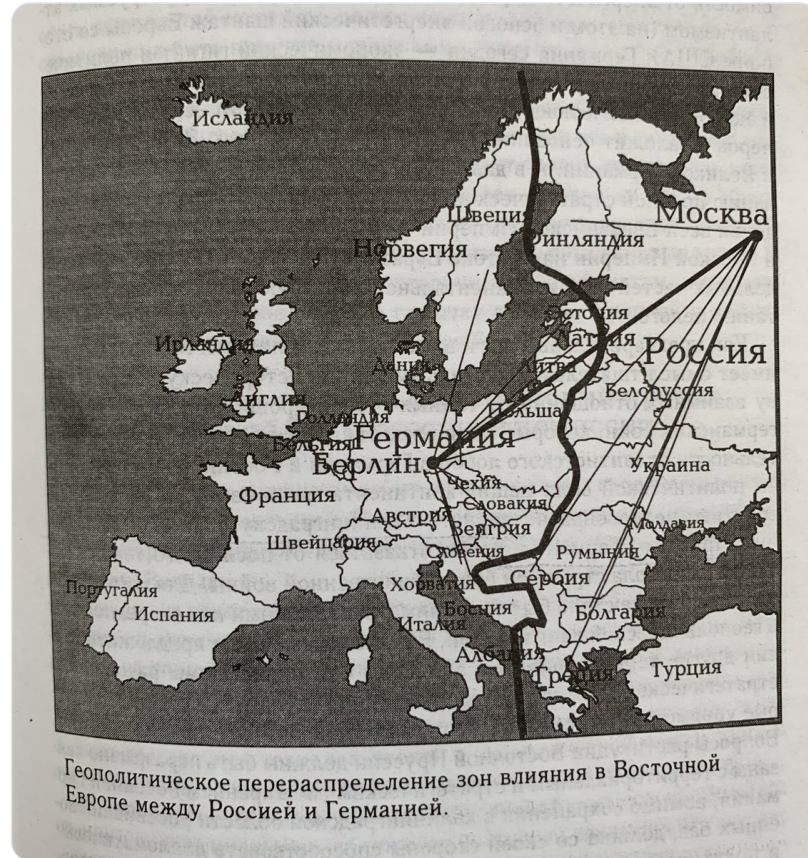 Исландия
Швеция
Москва
Норвегия
Финляндия
Эстония
Ирландия
Латвия
Россия
Дания
Литва
Белоруссия
Англия
Голландия
Польша
Бельгия
Германия
Берлин
Украина
Чехия
Франция
Словакия
Австрия
Венгрия
Молдавия
Швейцария
Словения
Румыния
Хорватия
Сербия
Португалия
Испания
Босния
Болгария
Италия
Албания
Греция
Турция
Геополитическое перераспределение зон влияния в Восточной
Европе между Россией и Германией.